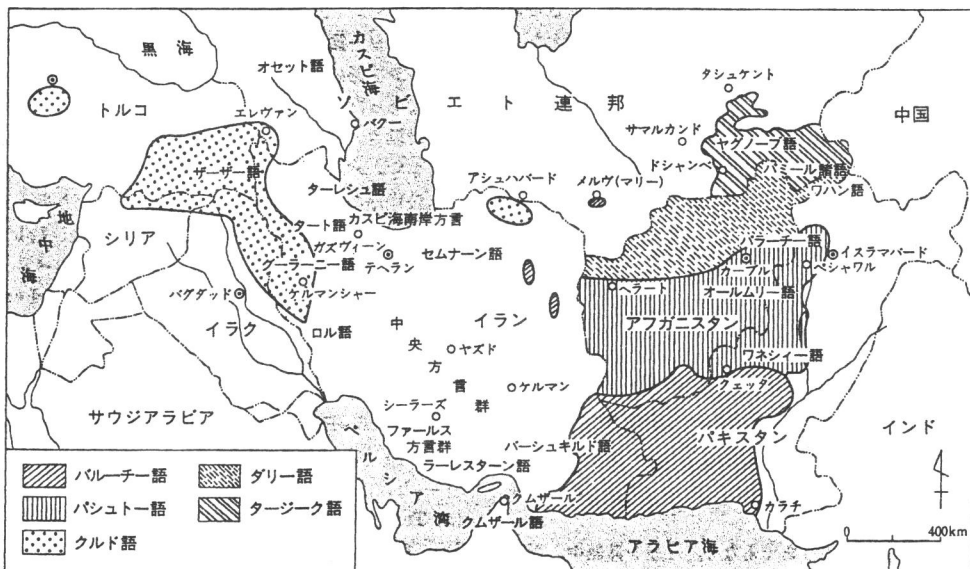 黒海
カスピ海
オセット語
タシュケント
トルコ
ソビエト連邦
中国
エレヴァン
バクー
サマルカンド
ヤグノーブ語
ドシャンベ
パミール諸語
ザーザー語
ターレシュ語
アシュハバード
メルヴ(マリー)
ワハン語
地中海
タート語
カスピ海南岸方言
シリア
ガズヴィーン
セムナーン語
パラーチー語
イスラマバード
グーラーニー語
テヘラン
カーブル
ペシャワル
ケルマンシャー
ヘラート
オールムリー語
バグダッド
イラク
ロル語
イラン
アフガニスタン
中央方言群
ヤズド
ワネシィー語
クェッタ
ケルマン
サウジアラビア
シーラーズ
ファールス
方言群
バーシュキルド語
パキスタン
インド
ペルシア湾
ラーレスターン語
クムザール
クムザール語
カラチ
アラビア海
バルーチー語
ダリー語
パシュトー語
タージーク語
クルド語
0 400km